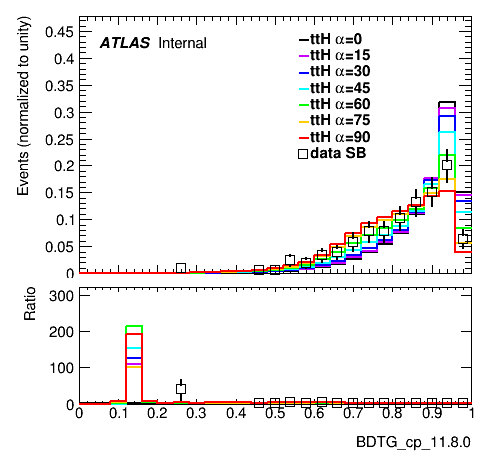 ATLAS Internal
ttH α=0
ttH α=15
ttH α=30
ttH α=45
ttH α=60
ttH α=75
ttH α=90
data SB
Events (normalized to unity)
0.45
0.4
0.35
0.3
0.25
0.2
0.15
0.1
0.05
0
Ratio
300
200
100
0
0 0.1 0.2 0.3 0.4 0.5 0.6 0.7 0.8 0.9 1
BDTG_cp_11.8.0